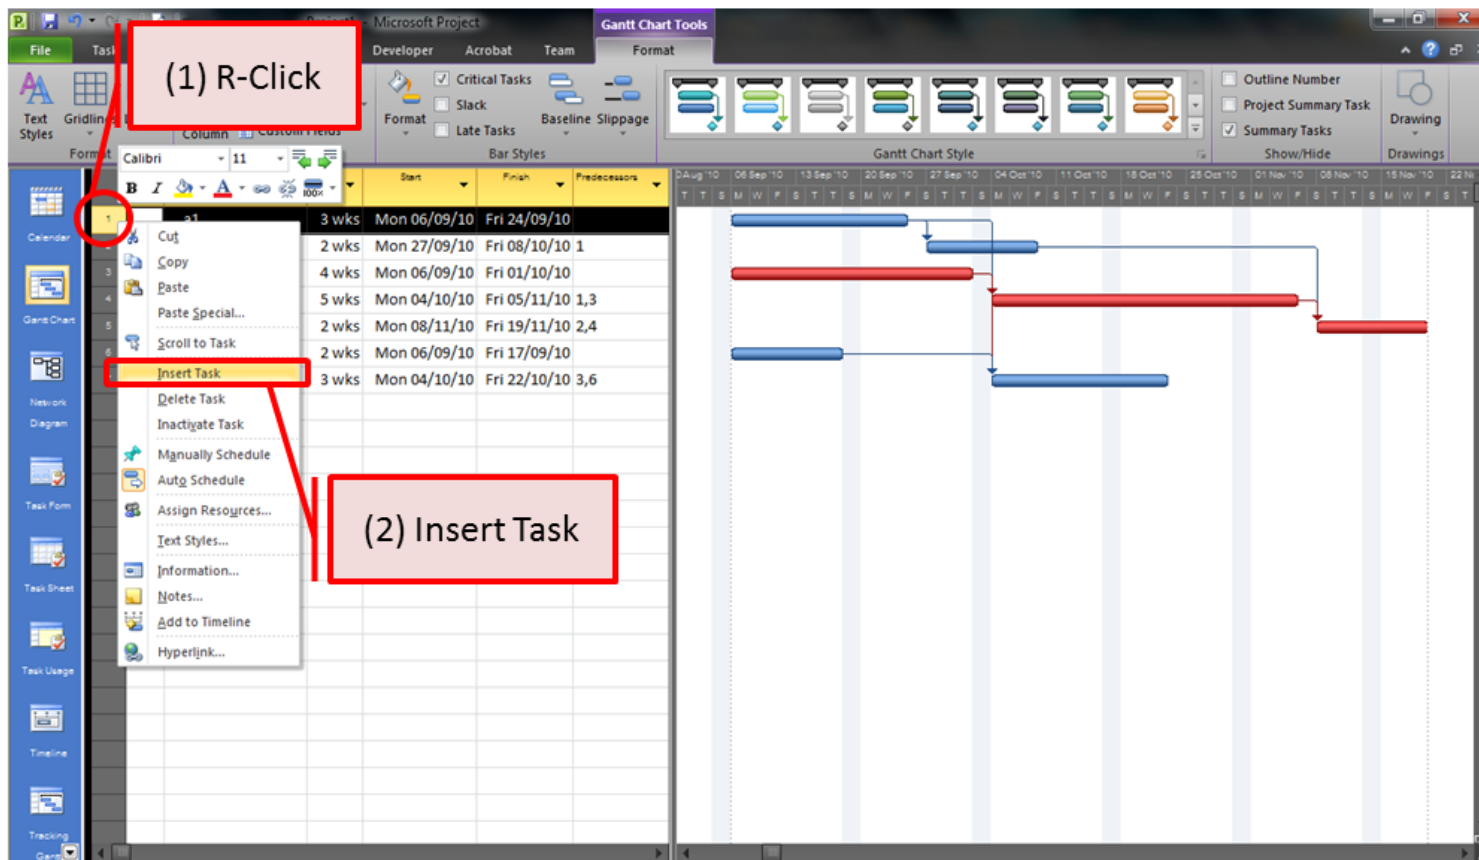 Microsoft Project
Gantt Chart Tools
File
Developer
Acrobat
Team
Format
(1) R-Click
Text Styles
Column
Format
Critical Tasks
Slack
Late Tasks
Baseline
Slippage
Bar Styles
Gantt Chart Style
Outline Number
Project Summary Task
Summary Tasks
Show/Hide
Drawing
Drawings
Calibri
11
B I A 100%
Start
Finish
Predecessors
06 Sep '10
13 Sep '10
20 Sep '10
27 Sep '10
04 Oct '10
11 Oct '10
18 Oct '10
25 Oct '10
01 Nov '10
08 Nov '10
15 Nov '10
T T S M W F S T T S M W F S T T S M W F S T T S M W F S T T S M W F S T
1 a1 3 wks Mon 06/09/10 Fri 24/09/10
2 wks Mon 27/09/10 Fri 08/10/10 1
3 4 wks Mon 06/09/10 Fri 01/10/10
4 5 wks Mon 04/10/10 Fri 05/11/10 1,3
5 2 wks Mon 08/11/10 Fri 19/11/10 2,4
6 2 wks Mon 06/09/10 Fri 17/09/10
3 wks Mon 04/10/10 Fri 22/10/10 3,6
Cut
Copy
Paste
Paste Special...
Scroll to Task
Insert Task
Delete Task
Inactivate Task
Manually Schedule
Auto Schedule
Assign Resources...
Text Styles...
Information...
Notes...
Add to Timeline
Hyperlink...
(2) Insert Task
Calendar
Gantt Chart
Network
Diagram
Task Form
Task Sheet
Task Usage
Timeline
Tracking
Gantt